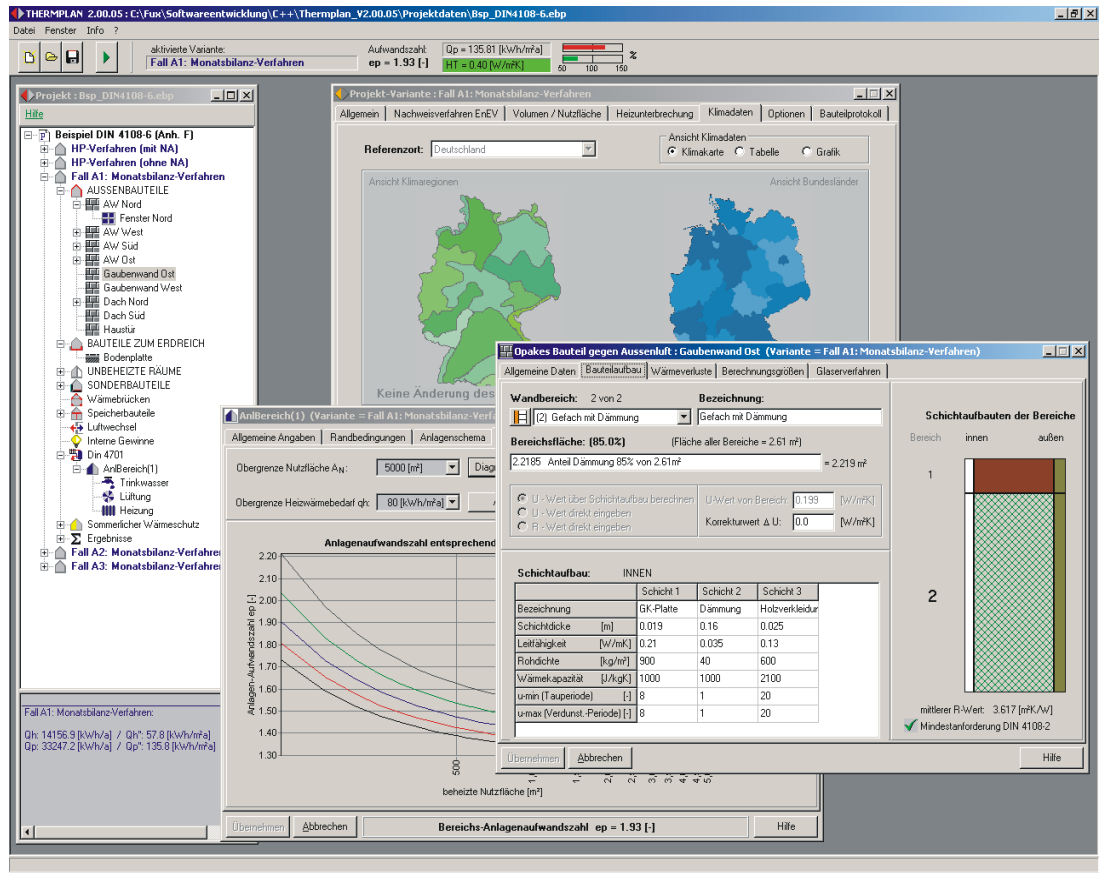 THERMPLAN 2.00.05 : C:\Fux\Softwareentwicklung\C++\Thermplan_V2.00.05\Projektdaten\Bsp_DIN4108-6.ebp
Datei Fenster Info ?
aktivierte Variante:
Fall A1: Monatsbilanz-Verfahren
Aufwandszahl:
ep = 1.93 [-]
Qp = 135.81 [kWh/m²a]
HT = 0.40 [W/m²K]
50 100 150
%
Projekt : Bsp_DIN4108-6.ebp
Hilfe
Beispiel DIN 4108-6 (Anh. F)
HP-Verfahren (mit NA)
HP-Verfahren (ohne NA)
Fall A1: Monatsbilanz-Verfahren
AUSSENBAUTEILE
AW Nord
Fenster Nord
AW West
AW Süd
AW Ost
Gaubenwand Ost
Gaubenwand West
Dach Nord
Dach Süd
Haustür
BAUTEILE ZUM ERDREICH
Bodenplatte
UNBEHEIZTE RÄUME
SONDERBAUTEILE
Wärmebrücken
Speicherbauteile
Luftwechsel
Interne Gewinne
Din 4701
AnlBereich(1)
Trinkwasser
Lüftung
Heizung
Sommerlicher Wärmeschutz
Ergebnisse
Fall A2: Monatsbilanz-Verfahre
Fall A3: Monatsbilanz-Verfahre
Fall A1: Monatsbilanz-Verfahren:
Qh: 14156.9 [kWh/a] / Qh": 57.8 [kWh/m²a]
Qp: 33247.2 [kWh/a] / Qp": 135.8 [kWh/m²a]
Projekt-Variante : Fall A1: Monatsbilanz-Verfahren
Allgemein Nachweisverfahren EnEV Volumen / Nutzfläche Heizunterbrechung Klimadaten Optionen Bauteilprotokoll
Referenzort: Deutschland
Ansicht Klimadaten
Klimakarte Tabelle Grafik
Ansicht Klimaregionen
Ansicht Bundesländer
Keine Änderung des
AnlBereich(1) (Variante = Fall A1: Monatsbilanz-Verfa
Allgemeine Angaben Randbedingungen Anlagenschema
Obergrenze Nutzfläche AN: 5000 [m²] Diag
Obergrenze Heizwärmebedarf qh: 80 [kWh/m²a]
Anlagenaufwandszahl entsprechend
Anlagen-Aufwandszahl ep [-]
2.20
2.10
2.00
1.90
1.80
1.70
1.60
1.50
1.40
1.30
500
beheizte Nutzfläche [m²]
Übernehmen Abbrechen Bereichs-Anlagenaufwandszahl ep = 1.93 [-] Hilfe
Opakes Bauteil gegen Aussenluft : Gaubenwand Ost (Variante = Fall A1: Monatsbilanz-Verfahren)
Allgemeine Daten Bauteilaufbau Wärmeverluste Berechnungsgrößen Glaserverfahren
Wandbereich: 2 von 2 Bezeichnung:
(2) Gefach mit Dämmung Gefach mit Dämmung
Bereichsfläche: (85.0%) (Fläche aller Bereiche = 2.61 m²)
2.2185 Anteil Dämmung 85% von 2.61m² = 2.219 m²
U - Wert über Schichtaufbau berechnen
U - Wert direkt eingeben
R - Wert direkt eingeben
U-Wert von Bereich: 0.199 [W/m²K]
Korrekturwert Δ U: 0.0 [W/m²K]
Schichtaufbau: INNEN
Schicht 1 Schicht 2 Schicht 3
Bezeichnung GK-Platte Dämmung Holzverkleidur
Schichtdicke [m] 0.019 0.16 0.025
Leitfähigkeit [W/mK] 0.21 0.035 0.13
Rohdichte [kg/m³] 900 40 600
Wärmekapazität [J/kgK] 1000 1000 2100
u-min (Tauperiode) [-] 8 1 20
u-max (Verdunst.-Periode) [-] 8 1 20
Schichtaufbauten der Bereiche
Bereich innen außen
1
2
mittlerer R-Wert: 3.617 [m²K/W]
Mindestanforderung DIN 4108-2
Übernehmen Abbrechen Hilfe